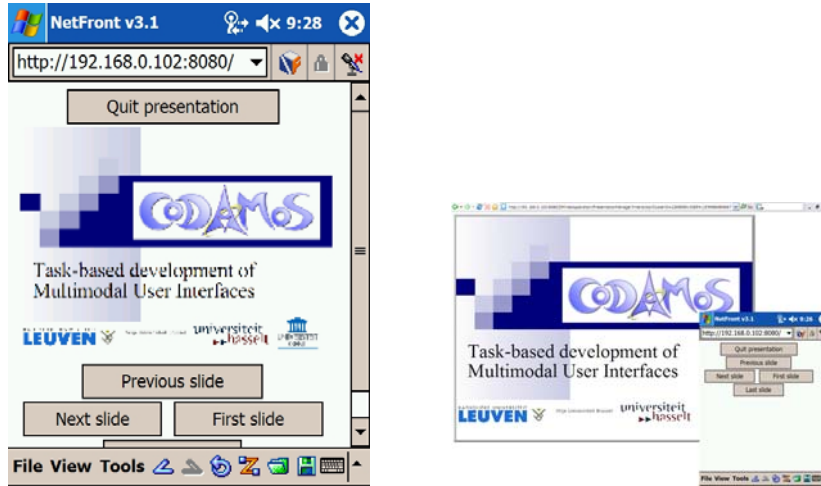 NetFront v3.1
9:28
http://192.168.0.102:8080/
Quit presentation
CODAMOS
Task-based development of
Multimodal User Interfaces
LEUVEN
universiteit
hasselt
Previous slide
Next slide
First slide
File View Tools
CODAMOS
Task-based development of
Multimodal User Interfaces
LEUVEN
Vrije Universiteit Brussel
universiteit
hasselt
NetFront v3.1
9:28
http://192.168.0.102:8080/
Quit presentation
Previous slide
Next slide
First slide
Last slide
File View Tools